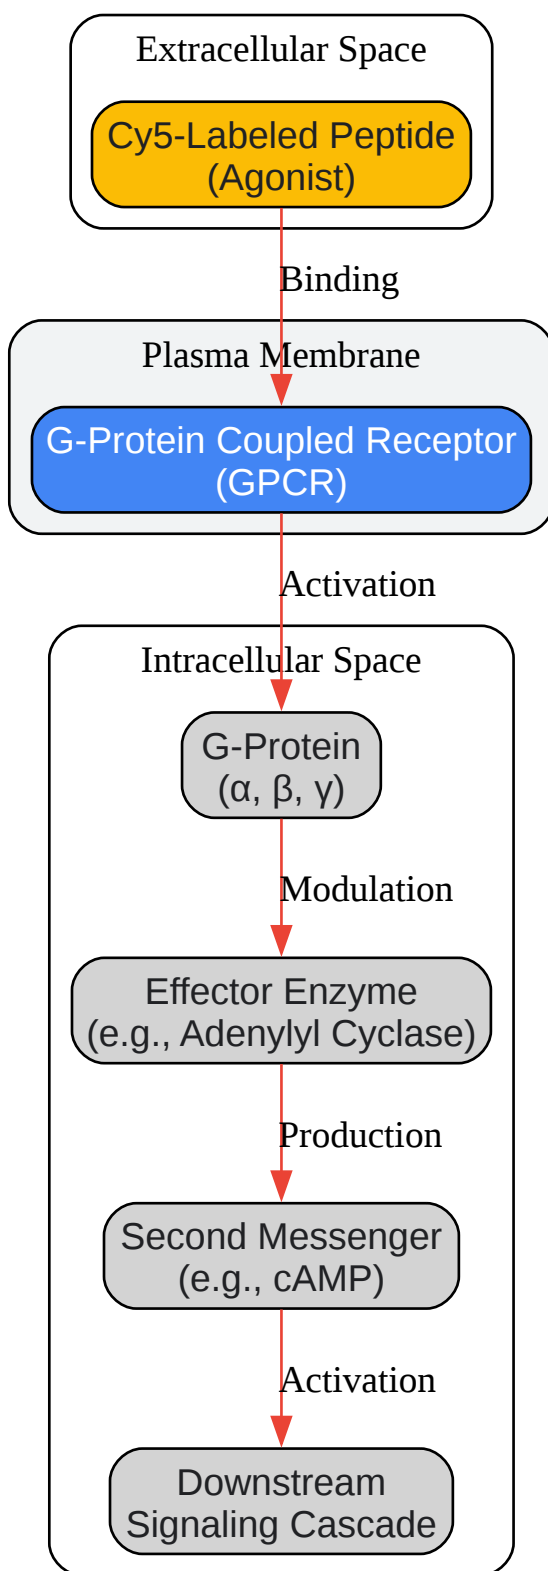 Extracellular Space
Cy5-Labeled Peptide
(Agonist)
Binding
Plasma Membrane
G-Protein Coupled Receptor
(GPCR)
Activation
Intracellular Space
G-Protein
(α, β, γ)
Modulation
Effector Enzyme
(e.g., Adenylyl Cyclase)
Production
Second Messenger
(e.g., cAMP)
Activation
Downstream
Signaling Cascade